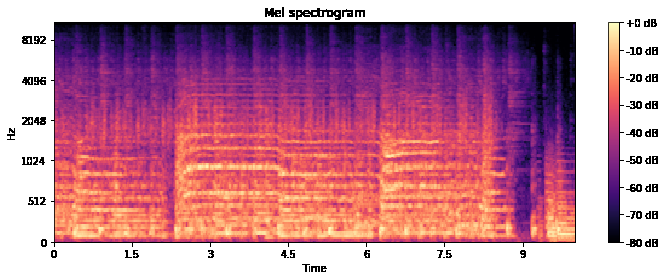 Mel spectrogram
8192
4096
2048
1024
512
0
Hz
0 1.5 3 4.5 6 7.5 9
Time
+0 dB
-10 dB
-20 dB
-30 dB
-40 dB
-50 dB
-60 dB
-70 dB
-80 dB